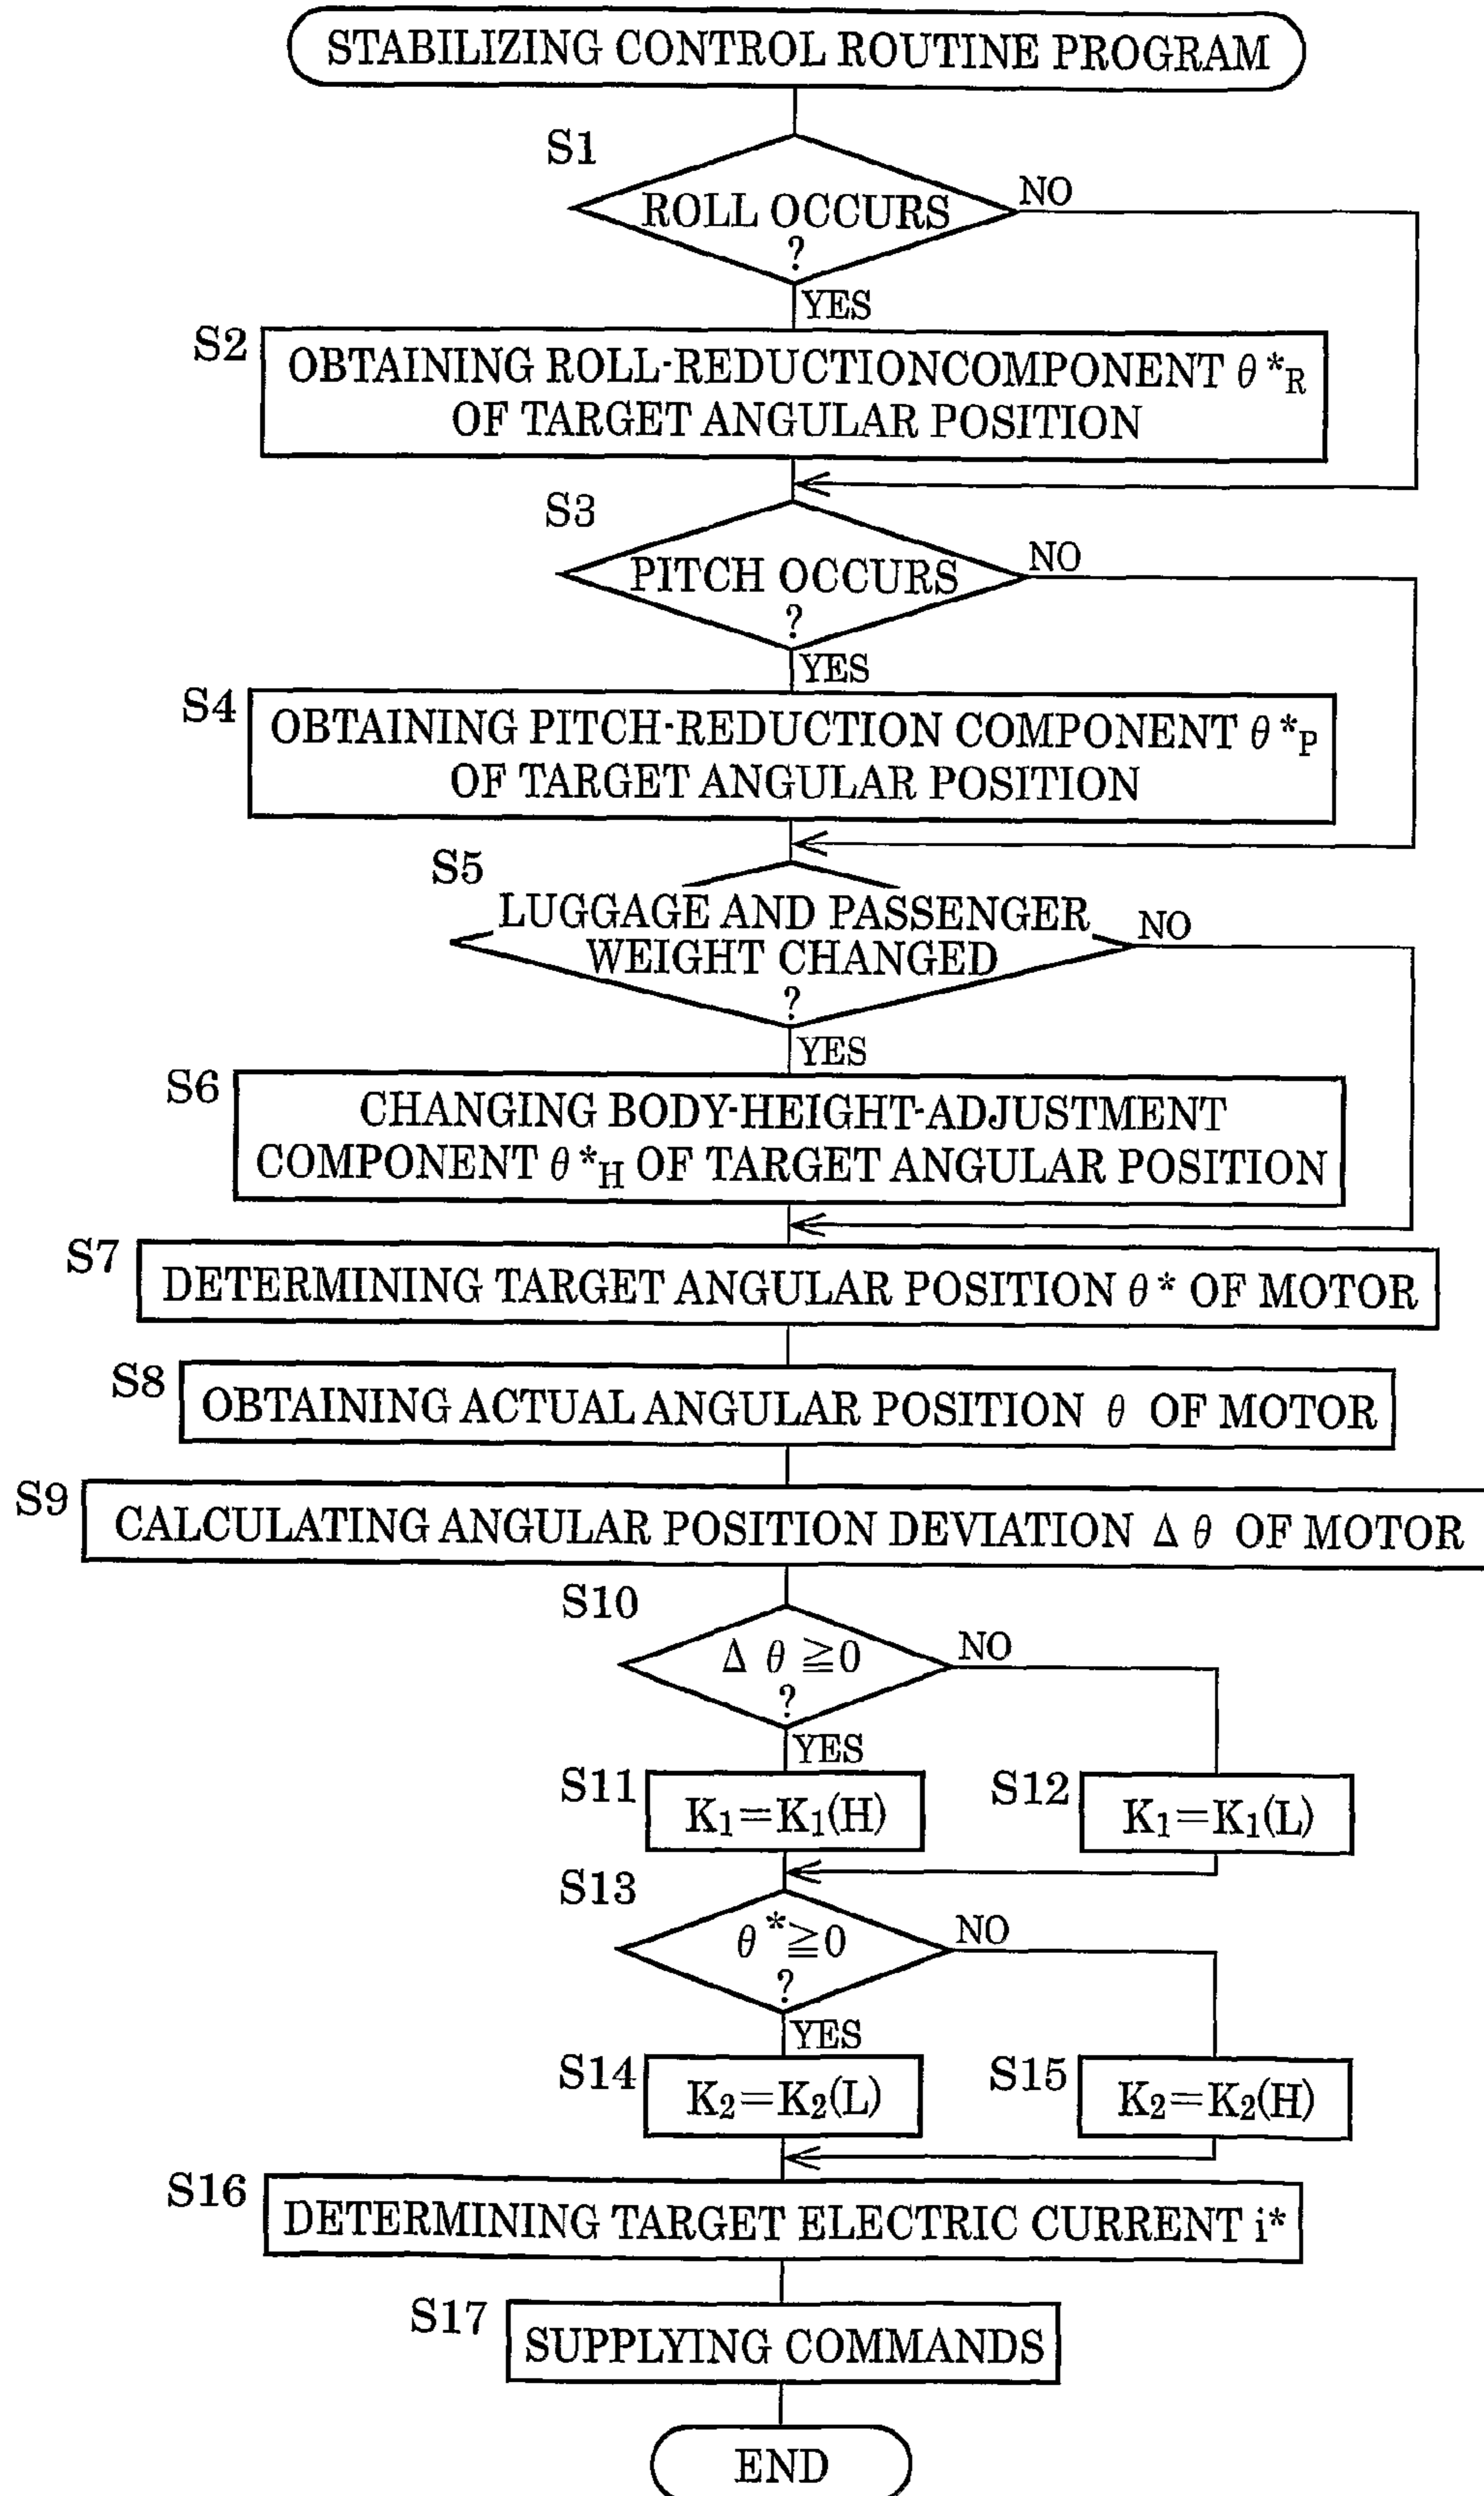 STABILIZING CONTROL ROUTINE PROGRAM
S1
ROLL OCCURS
?
NO
YES
S2
OBTAINING ROLL-REDUCTIONCOMPONENT θ*R
OF TARGET ANGULAR POSITION
S3
PITCH OCCURS
?
NO
YES
S4
OBTAINING PITCH-REDUCTION COMPONENT θ*P
OF TARGET ANGULAR POSITION
S5
LUGGAGE AND PASSENGER
WEIGHT CHANGED
?
NO
YES
S6
CHANGING BODY-HEIGHT-ADJUSTMENT
COMPONENT θ*H OF TARGET ANGULAR POSITION
S7
DETERMINING TARGET ANGULAR POSITION θ* OF MOTOR
S8
OBTAINING ACTUAL ANGULAR POSITION θ OF MOTOR
S9
CALCULATING ANGULAR POSITION DEVIATION Δθ OF MOTOR
S10
Δθ≧0
?
NO
YES
S11
K1=K1(H)
S12
K1=K1(L)
S13
θ*≧0
?
NO
YES
S14
K2=K2(L)
S15
K2=K2(H)
S16
DETERMINING TARGET ELECTRIC CURRENT i*
S17
SUPPLYING COMMANDS
END